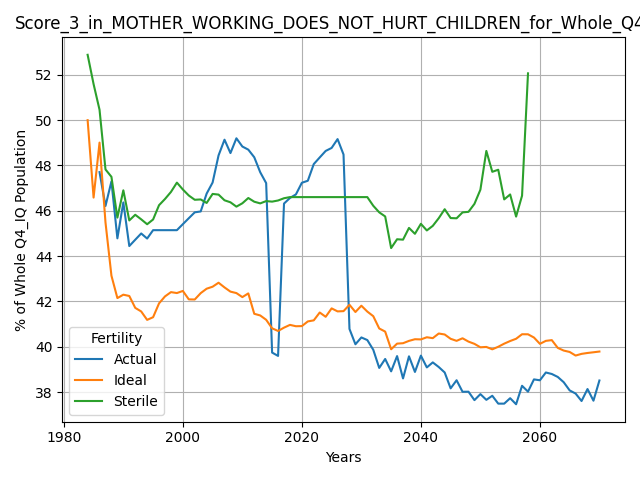 Score_3_in_MOTHER_WORKING_DOES_NOT_HURT_CHILDREN_for_Whole_Q4
% of Whole Q4_IQ Population
52
50
48
46
44
42
40
38
Fertility
Actual
Ideal
Sterile
1980
2000
2020
2040
2060
Years